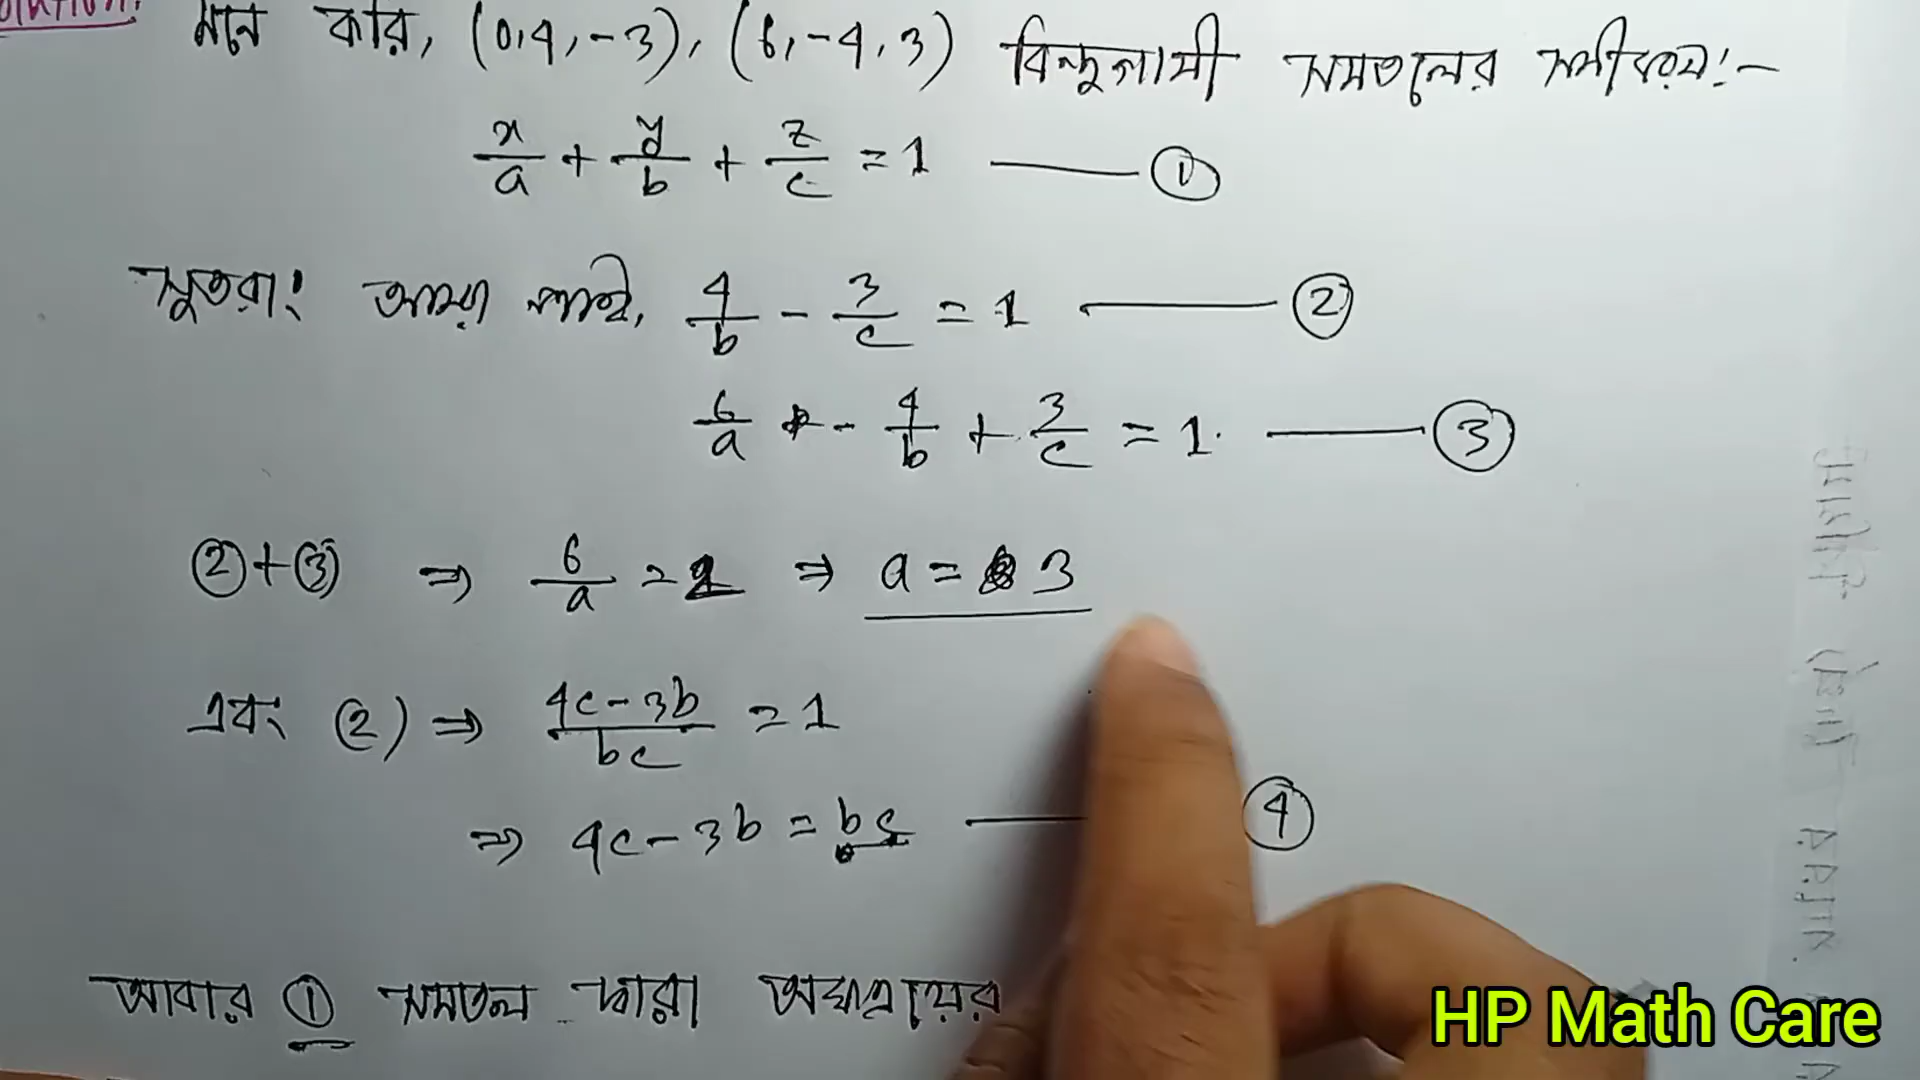 মনে করি, (0,4,-3), (6,-4,3) বিন্দুগামী সমতলের সমীকরণ:-
x/a + y/b + z/c = 1 —— ①
সুতরাং আমরা পাই, 4/b - 3/c = 1 —— ②
6/a - 4/b + 3/c = 1 —— ③
②+③ ⇒ 6/a = 2 ⇒ a = 3
এবং (2) ⇒ (4c-3b)/bc = 1
⇒ 4c-3b = bc —— ④
আবার ① সমতল দ্বারা অক্ষত্রয়ের
HP Math Care